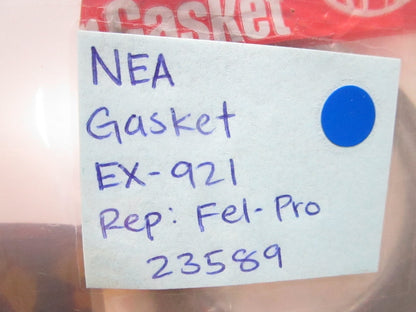 Gasket
NEA
Gasket
EX-921
Rep: Fel-Pro
23589